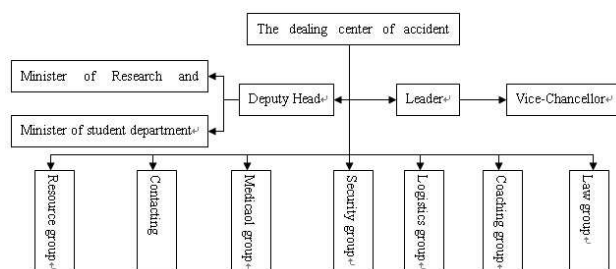 The dealing center of accident
Minister of Research and
Deputy Head
Leader
Vice-Chancellor
Minister of student department
Resource group
Contacting
Medicaol group
Security group
Logistics group
Coaching group
Law group